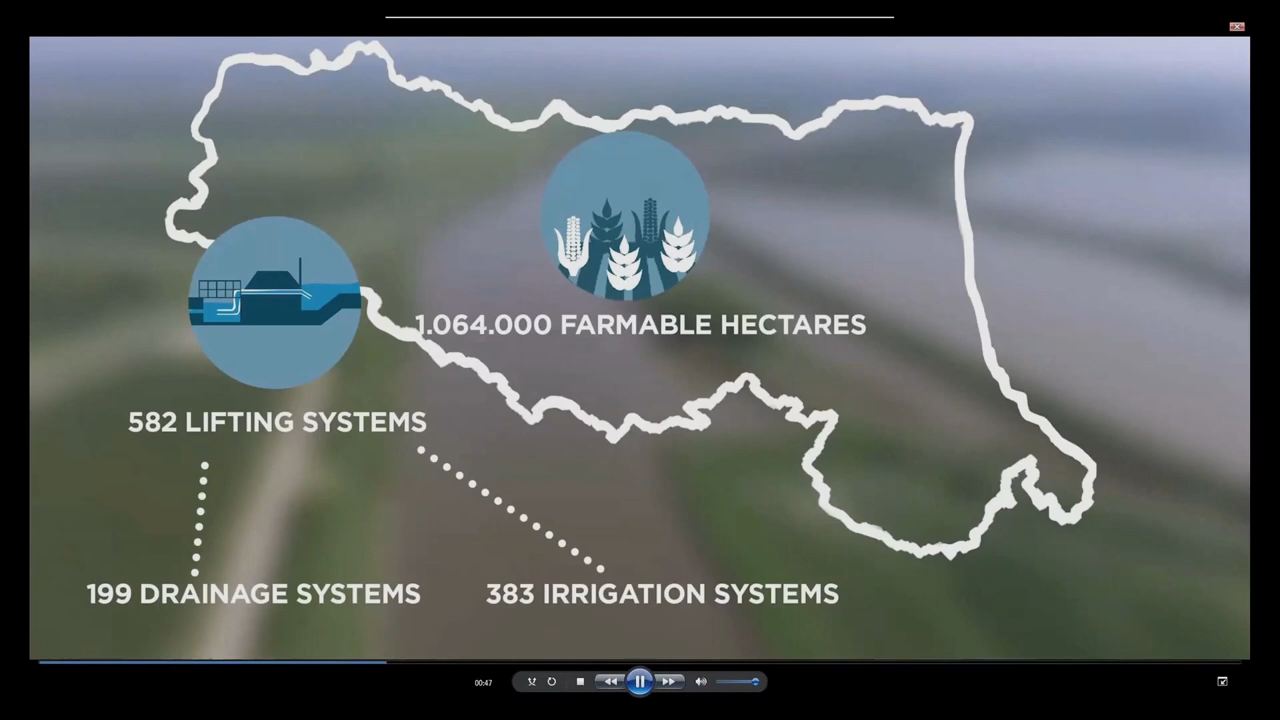 1.064.000 FARMABLE HECTARES
582 LIFTING SYSTEMS
199 DRAINAGE SYSTEMS
383 IRRIGATION SYSTEMS
00:47